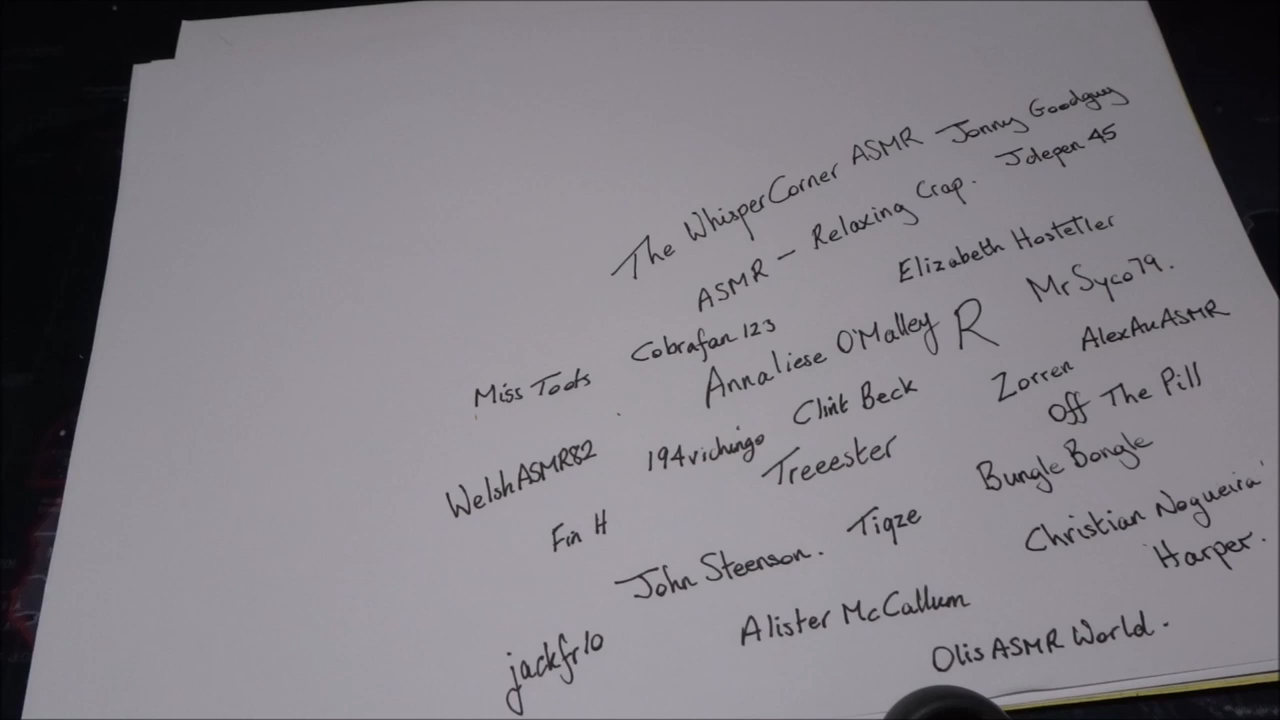 The WhisperCorner ASMR - Jonny Goodguy
ASMR - Relaxing Crap. Jdepen 45
Miss Toots Cobrafan 123 Elizabeth Hostetler
Annaliese O'Malley R MrSyco79.
WelshASMR82 194vichingo Clint Beck Zorren AlexAuASMR
Fin H Treeester Off The Pill
John Steenson. Tiqze Bungle Bongle
jackfr10 Alister McCallum Christian Nogueira'
Harper.
Olis ASMR World.